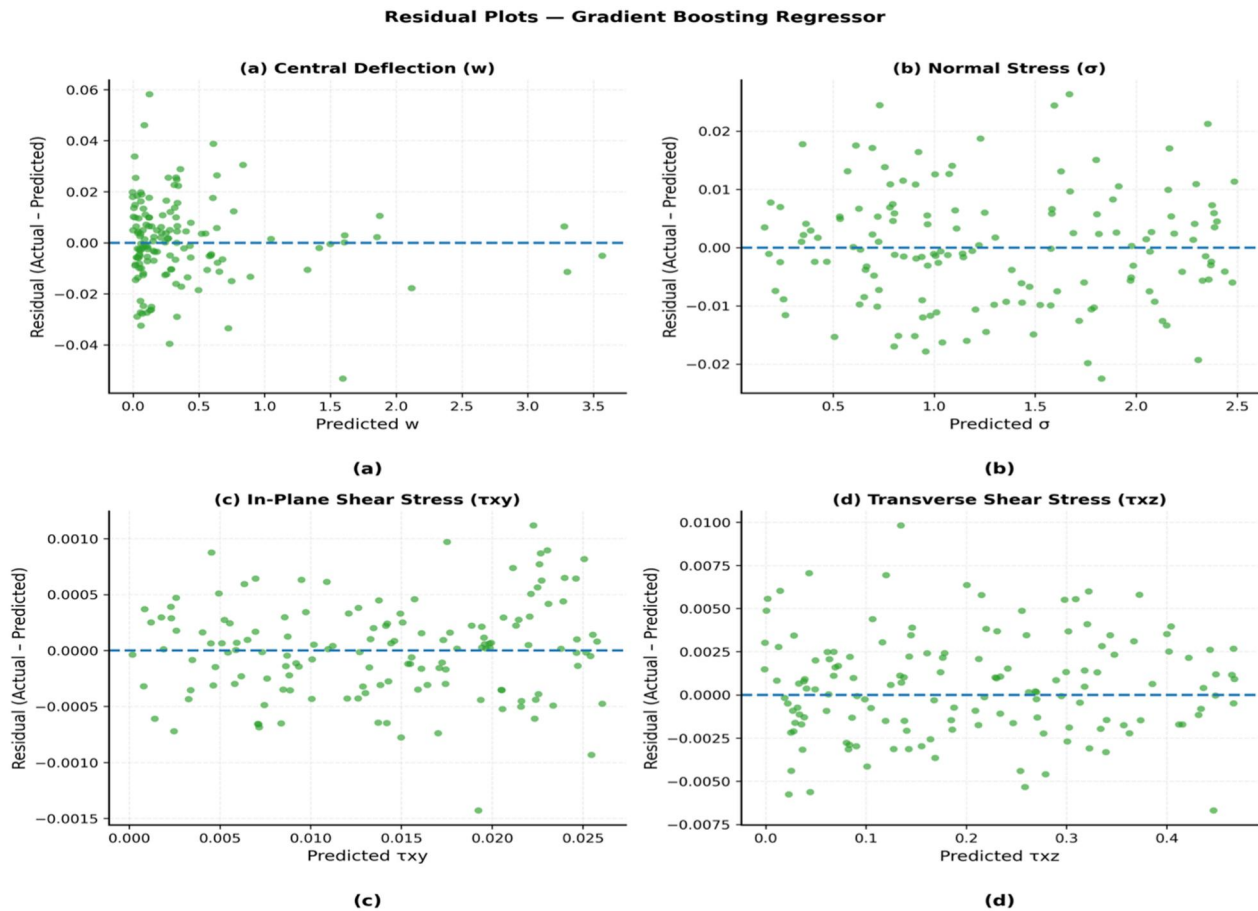 Residual Plots — Gradient Boosting Regressor
(a) Central Deflection (w)
Residual (Actual – Predicted)
0.06
0.04
0.02
0.00
−0.02
−0.04
0.0 0.5 1.0 1.5 2.0 2.5 3.0 3.5
Predicted w
(a)
(b) Normal Stress (σ)
Residual (Actual – Predicted)
0.02
0.01
0.00
−0.01
−0.02
0.5 1.0 1.5 2.0 2.5
Predicted σ
(b)
(c) In-Plane Shear Stress (τxy)
Residual (Actual – Predicted)
0.0010
0.0005
0.0000
−0.0005
−0.0010
−0.0015
0.000 0.005 0.010 0.015 0.020 0.025
Predicted τxy
(c)
(d) Transverse Shear Stress (τxz)
Residual (Actual – Predicted)
0.0100
0.0075
0.0050
0.0025
0.0000
−0.0025
−0.0050
−0.0075
0.0 0.1 0.2 0.3 0.4
Predicted τxz
(d)